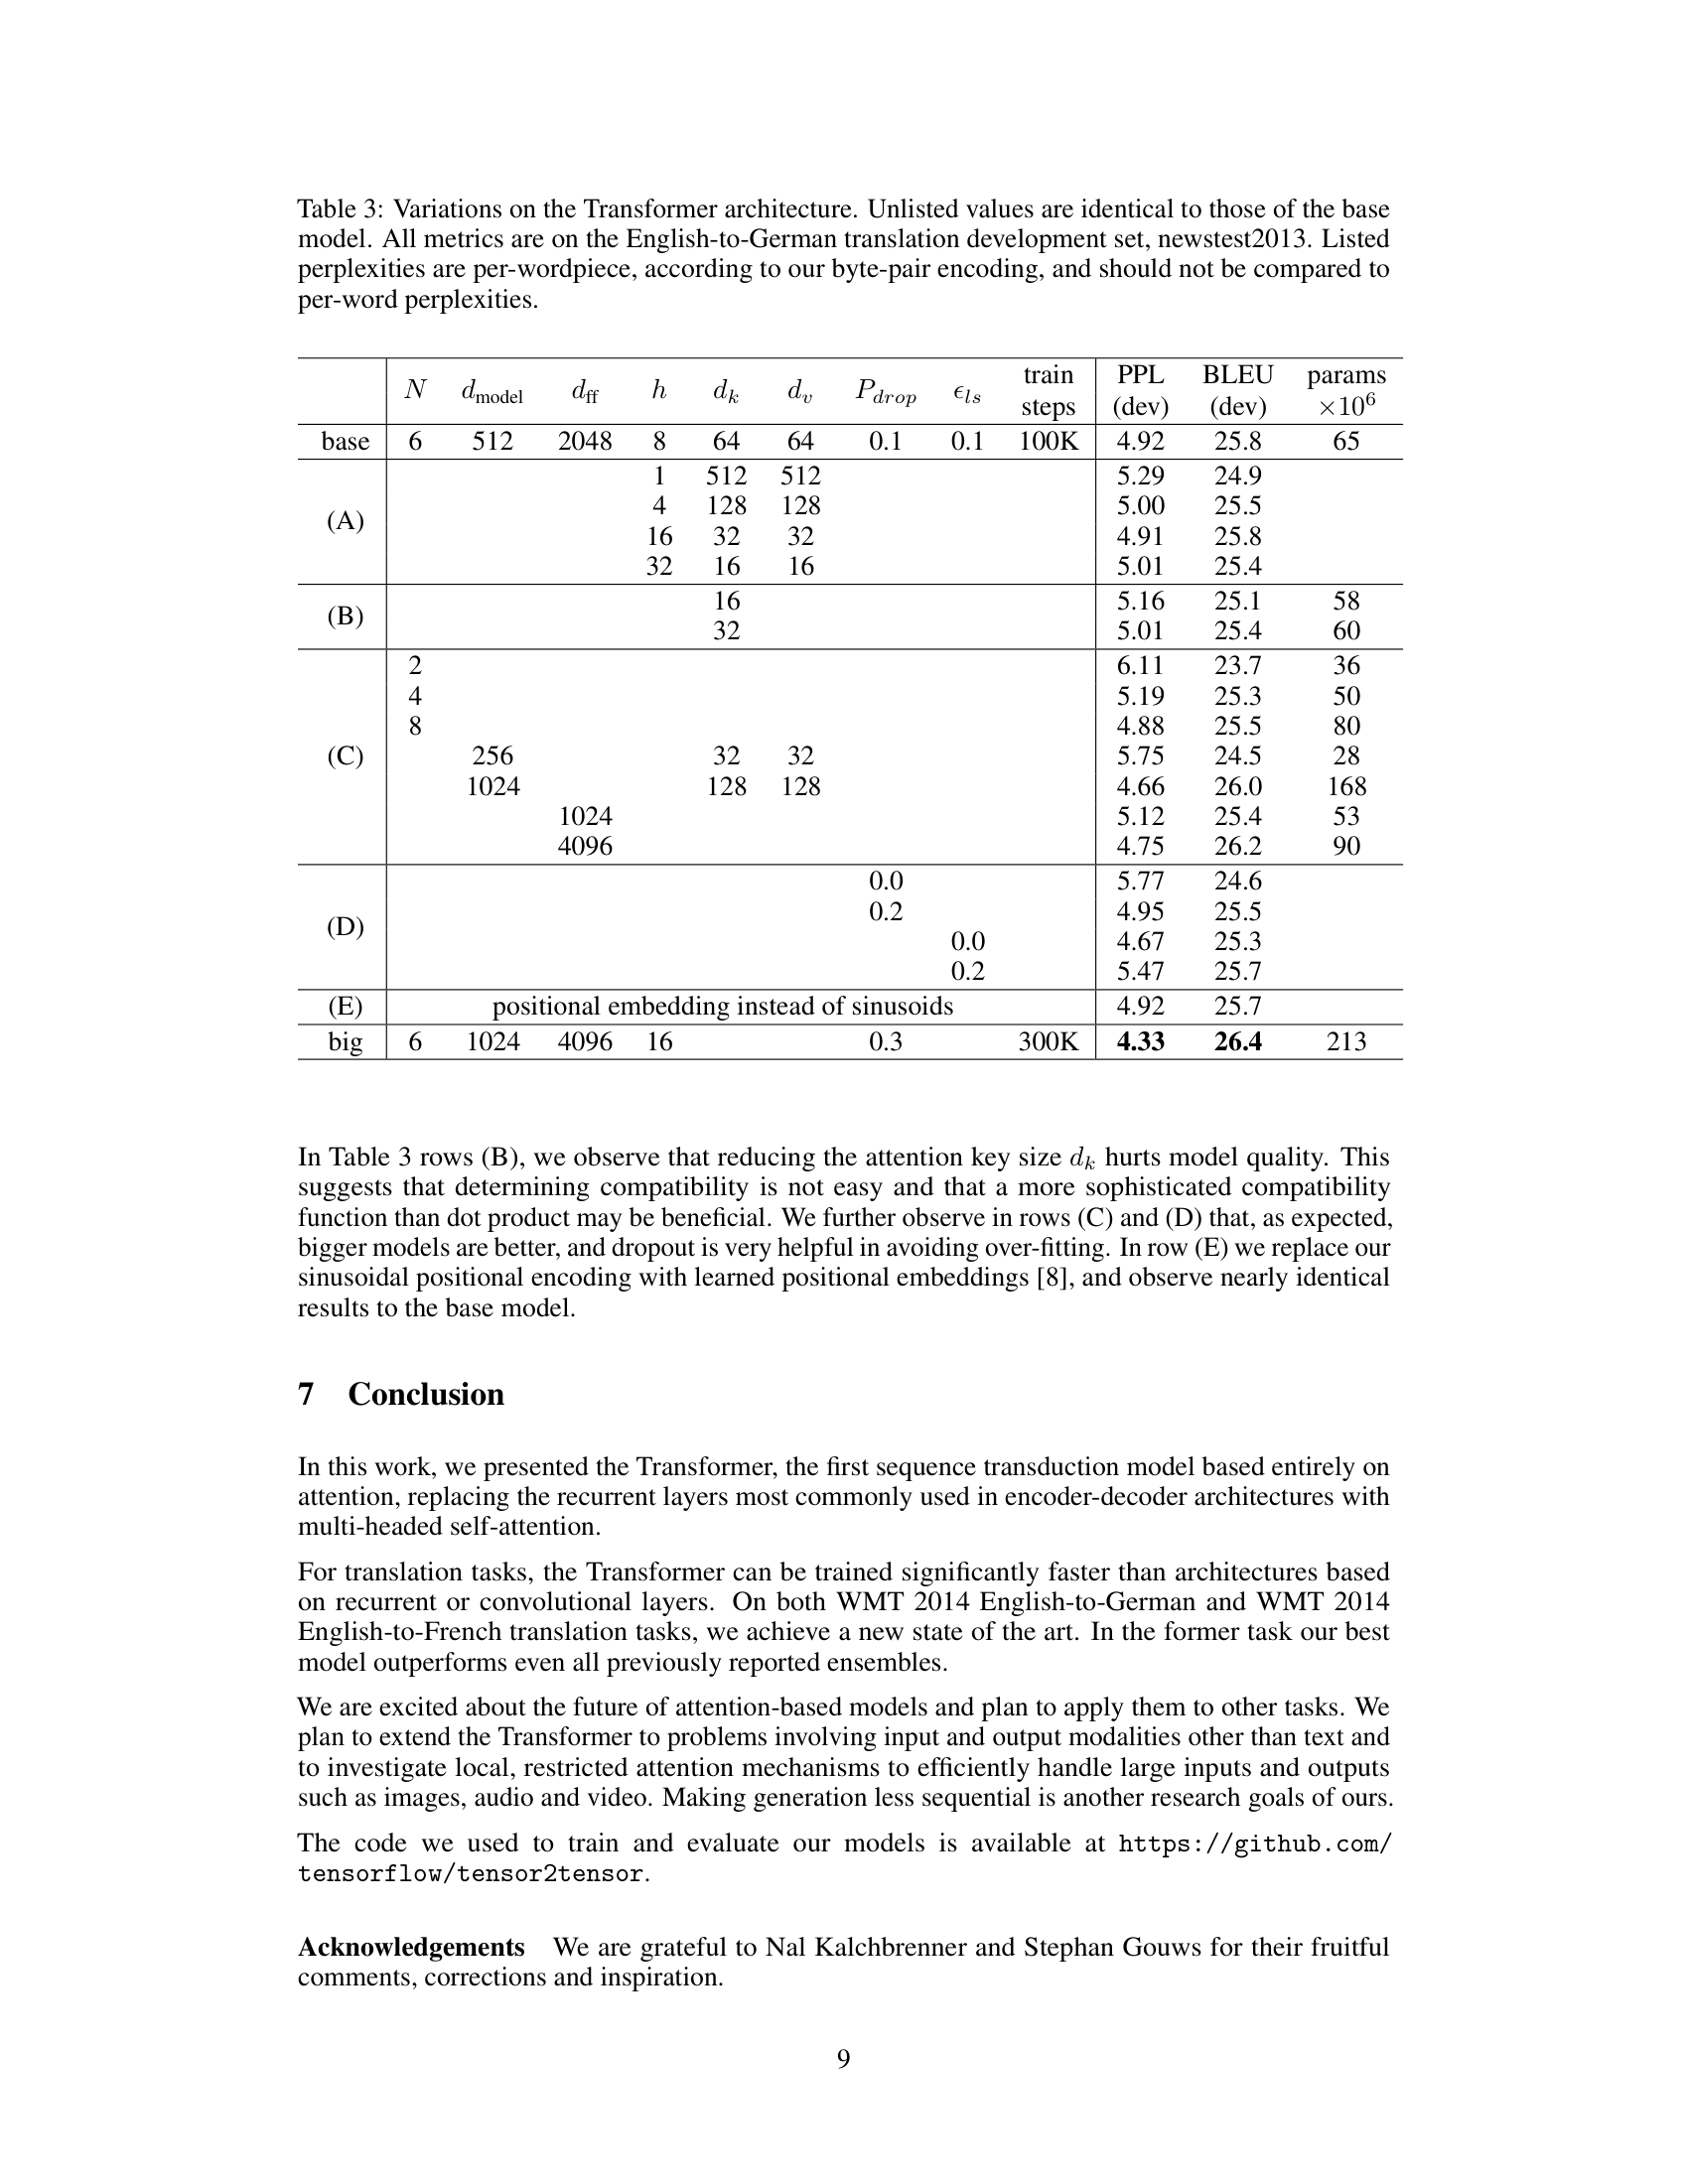 Table 3: Variations on the Transformer architecture. Unlisted values are identical to those of the base
model. All metrics are on the English-to-German translation development set, newstest2013. Listed
perplexities are per-wordpiece, according to our byte-pair encoding, and should not be compared to
per-word perplexities.
N d_model d_ff h d_k d_v P_drop ϵ_ls train steps PPL (dev) BLEU (dev) params ×10^6
base 6 512 2048 8 64 64 0.1 0.1 100K 4.92 25.8 65
(A) 1 512 512 5.29 24.9
4 128 128 5.00 25.5
16 32 32 4.91 25.8
32 16 16 5.01 25.4
(B) 16 5.16 25.1 58
32 5.01 25.4 60
(C) 2 6.11 23.7 36
4 5.19 25.3 50
8 4.88 25.5 80
256 32 32 5.75 24.5 28
1024 128 128 4.66 26.0 168
1024 5.12 25.4 53
4096 4.75 26.2 90
(D) 0.0 5.77 24.6
0.2 4.95 25.5
0.0 4.67 25.3
0.2 5.47 25.7
(E) positional embedding instead of sinusoids 4.92 25.7
big 6 1024 4096 16 0.3 300K 4.33 26.4 213
In Table 3 rows (B), we observe that reducing the attention key size d_k hurts model quality. This
suggests that determining compatibility is not easy and that a more sophisticated compatibility
function than dot product may be beneficial. We further observe in rows (C) and (D) that, as expected,
bigger models are better, and dropout is very helpful in avoiding over-fitting. In row (E) we replace our
sinusoidal positional encoding with learned positional embeddings [8], and observe nearly identical
results to the base model.
7 Conclusion
In this work, we presented the Transformer, the first sequence transduction model based entirely on
attention, replacing the recurrent layers most commonly used in encoder-decoder architectures with
multi-headed self-attention.
For translation tasks, the Transformer can be trained significantly faster than architectures based
on recurrent or convolutional layers. On both WMT 2014 English-to-German and WMT 2014
English-to-French translation tasks, we achieve a new state of the art. In the former task our best
model outperforms even all previously reported ensembles.
We are excited about the future of attention-based models and plan to apply them to other tasks. We
plan to extend the Transformer to problems involving input and output modalities other than text and
to investigate local, restricted attention mechanisms to efficiently handle large inputs and outputs
such as images, audio and video. Making generation less sequential is another research goals of ours.
The code we used to train and evaluate our models is available at https://github.com/
tensorflow/tensor2tensor.
Acknowledgements We are grateful to Nal Kalchbrenner and Stephan Gouws for their fruitful
comments, corrections and inspiration.
9